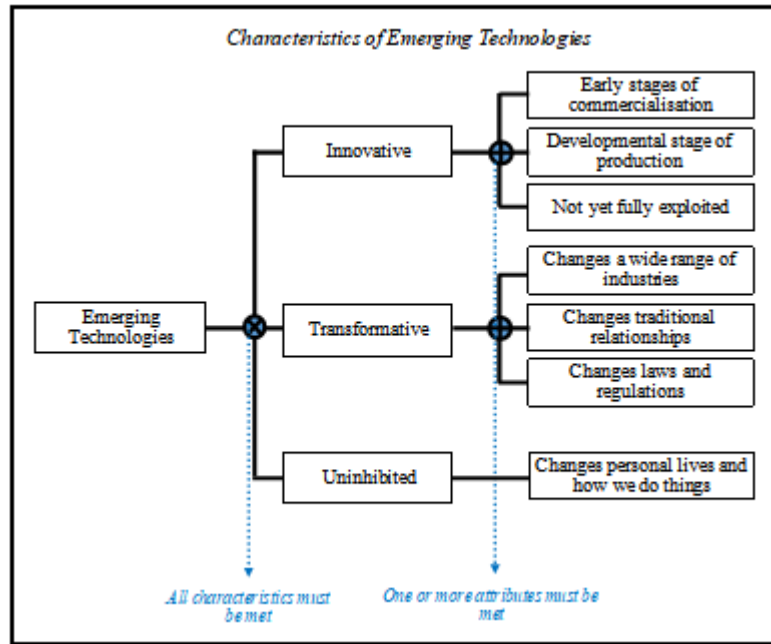 Characteristics of Emerging Technologies
Early stages of
commercialisation
Innovative
Developmental stage of
production
Not yet fully exploited
Changes a wide range of
industries
Emerging
Technologies
Transformative
Changes traditional
relationships
Changes laws and
regulations
Uninhibited
Changes personal lives and
how we do things
All characteristics must
be met
One or more attributes must be
met